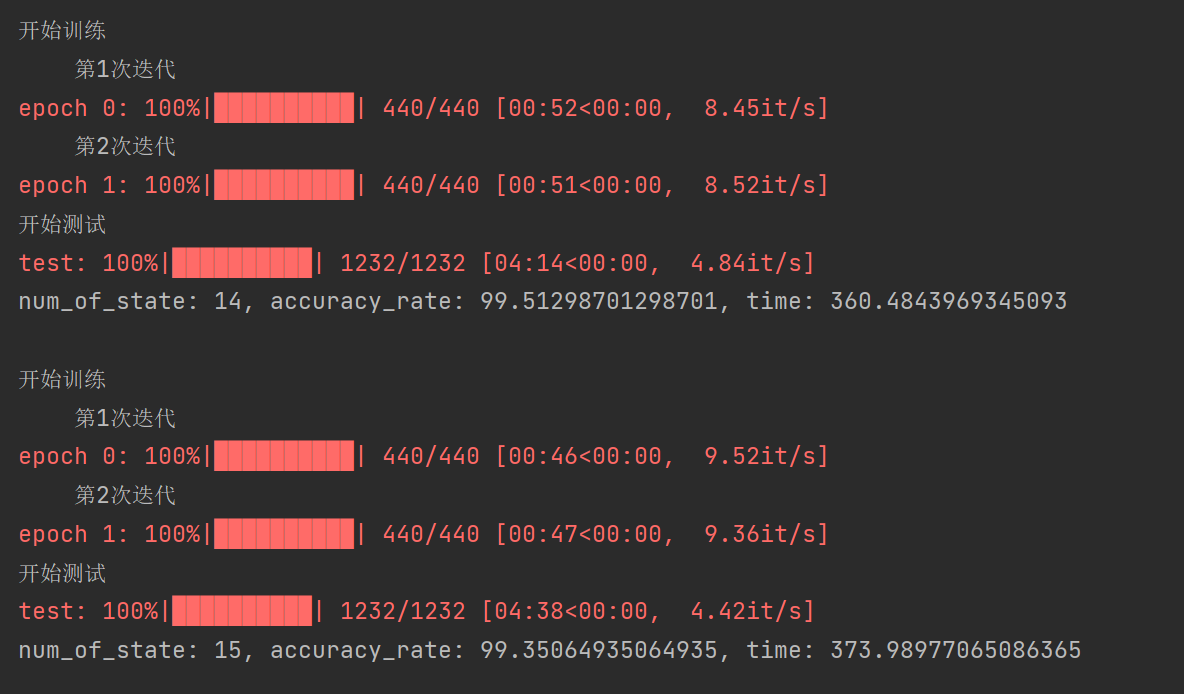 开始训练
第1次迭代
epoch 0: 100%|██████████| 440/440 [00:52<00:00,  8.45it/s]
第2次迭代
epoch 1: 100%|██████████| 440/440 [00:51<00:00,  8.52it/s]
开始测试
test: 100%|██████████| 1232/1232 [04:14<00:00,  4.84it/s]
num_of_state: 14, accuracy_rate: 99.51298701298701, time: 360.4843969345093
开始训练
第1次迭代
epoch 0: 100%|██████████| 440/440 [00:46<00:00,  9.52it/s]
第2次迭代
epoch 1: 100%|██████████| 440/440 [00:47<00:00,  9.36it/s]
开始测试
test: 100%|██████████| 1232/1232 [04:38<00:00,  4.42it/s]
num_of_state: 15, accuracy_rate: 99.35064935064935, time: 373.98977065086365